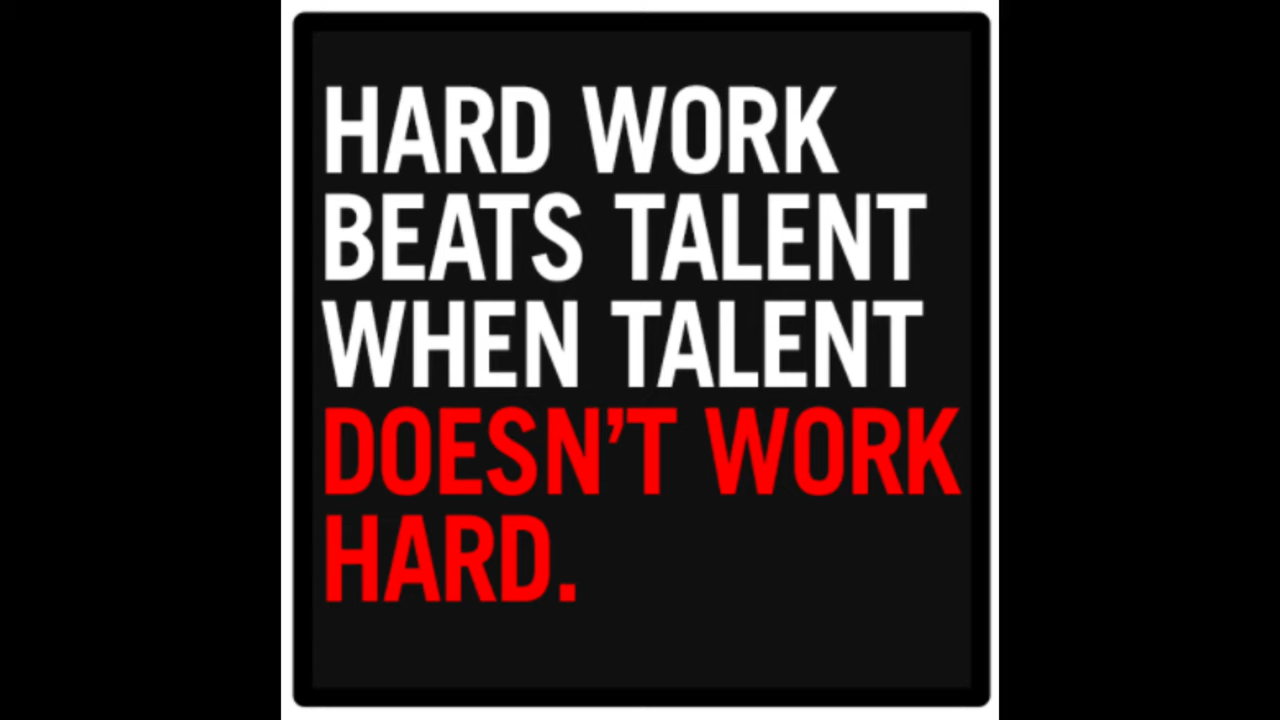 HARD WORK
BEATS TALENT
WHEN TALENT
DOESN’T WORK
HARD.